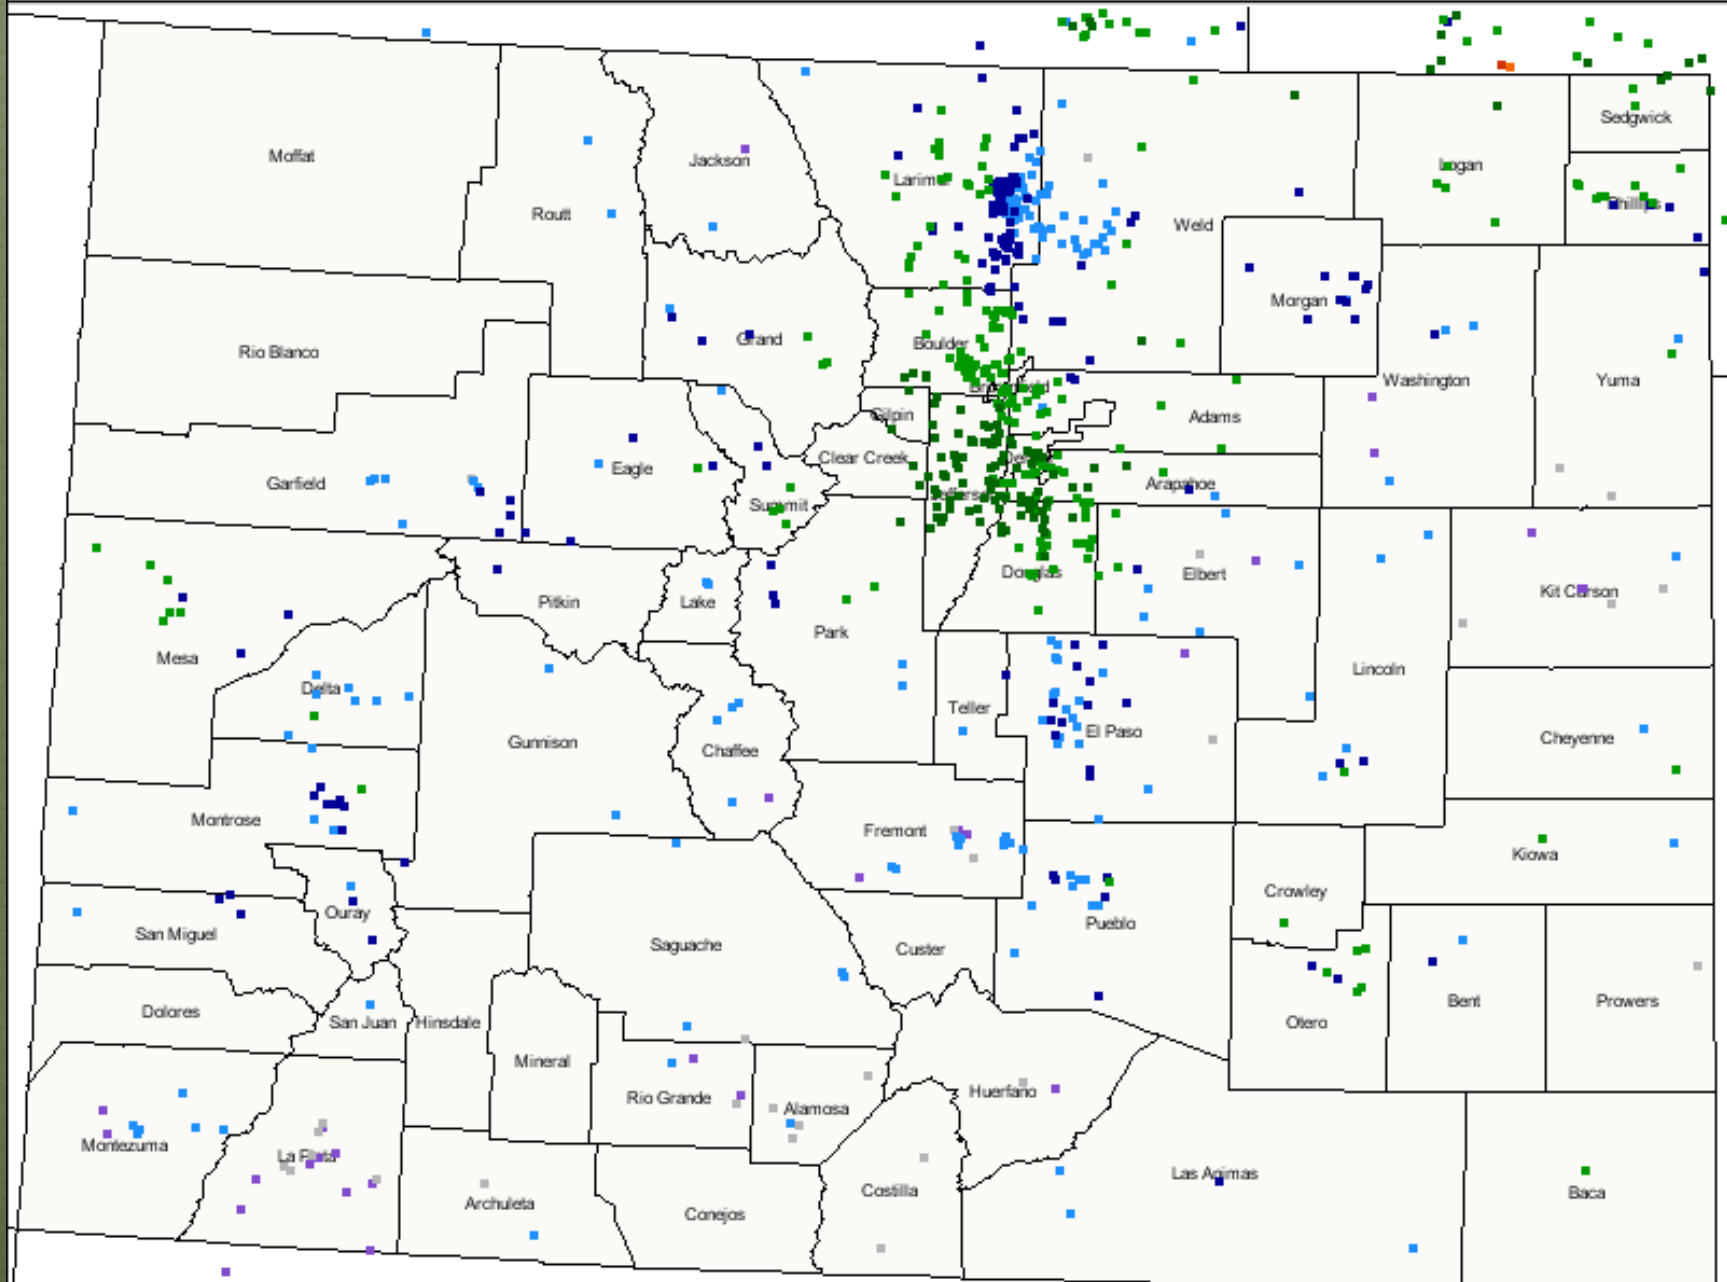 Sedgwick
Moffat
Jackson
Logan
Larimer
Phillips
Routt
Weld
Morgan
Grand
Boulder
Rio Blanco
Washington
Yuma
Broomfield
Gilpin
Adams
Clear Creek
Denver
Eagle
Garfield
Arapahoe
Jefferson
Summit
Douglas
Elbert
Kit Carson
Pitkin
Lake
Park
Mesa
Lincoln
Delta
Teller
El Paso
Gunnison
Chaffee
Cheyenne
Montrose
Fremont
Kiowa
Crowley
Ouray
Pueblo
San Miguel
Saguache
Custer
Bent
Prowers
Dolores
San Juan
Hinsdale
Otero
Mineral
Rio Grande
Huerfano
Alamosa
Montezuma
La Plata
Las Animas
Costilla
Baca
Archuleta
Conejos